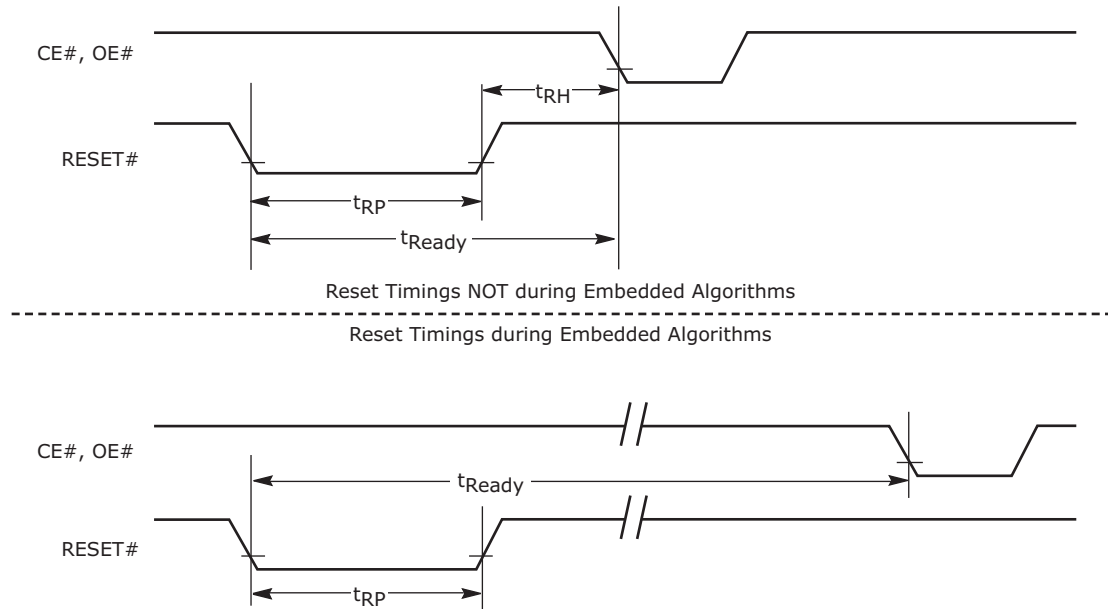 CE#, OE#
tRH
RESET#
tRP
tReady
Reset Timings NOT during Embedded Algorithms
Reset Timings during Embedded Algorithms
CE#, OE#
tReady
RESET#
tRP